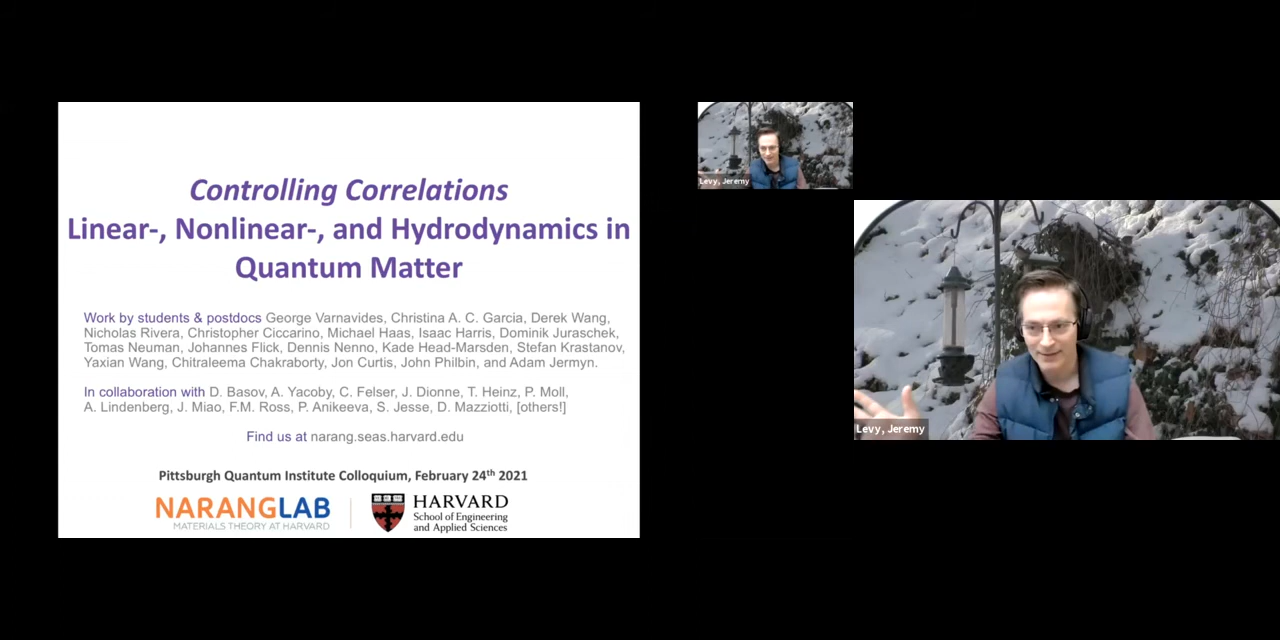 Controlling Correlations
Linear-, Nonlinear-, and Hydrodynamics in
Quantum Matter
Work by students & postdocs George Varnavides, Christina A. C. Garcia, Derek Wang,
Nicholas Rivera, Christopher Ciccarino, Michael Haas, Isaac Harris, Dominik Juraschek,
Tomas Neuman, Johannes Flick, Dennis Nenno, Kade Head-Marsden, Stefan Krastanov,
Yaxian Wang, Chitraleema Chakraborty, Jon Curtis, John Philbin, and Adam Jermyn.
In collaboration with D. Basov, A. Yacoby, C. Felser, J. Dionne, T. Heinz, P. Moll,
A. Lindenberg, J. Miao, F.M. Ross, P. Anikeeva, S. Jesse, D. Mazziotti, [others!]
Find us at narang.seas.harvard.edu
Pittsburgh Quantum Institute Colloquium, February 24th 2021
NARANGLAB
MATERIALS THEORY AT HARVARD
HARVARD
School of Engineering
and Applied Sciences
Levy, Jeremy
Levy, Jeremy